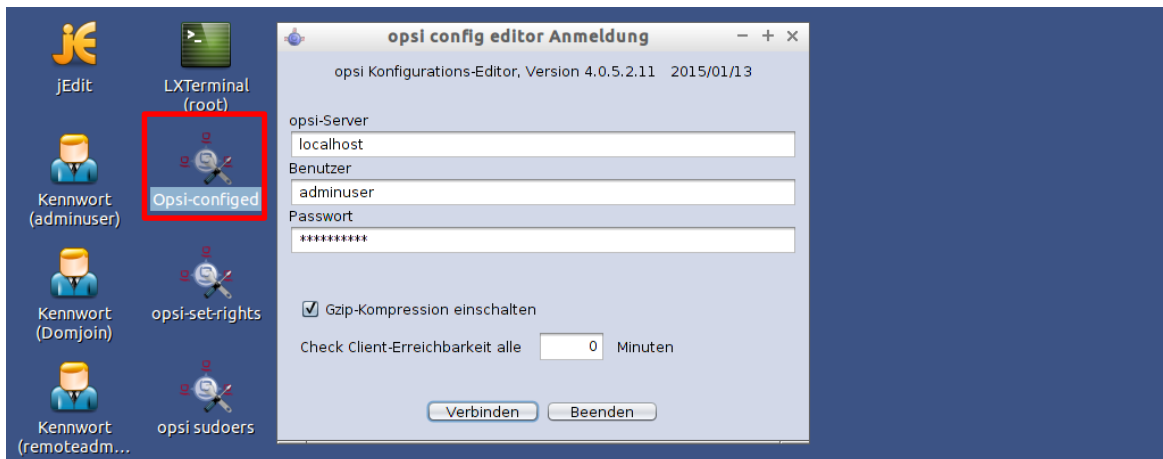 jEdit
LXTerminal
(root)
Kennwort
(adminuser)
Opsi-configed
Kennwort
(Domjoin)
opsi-set-rights
Kennwort
(remoteadm...
opsi sudoers
opsi config editor Anmeldung
opsi Konfigurations-Editor, Version 4.0.5.2.11 2015/01/13
opsi-Server
localhost
Benutzer
adminuser
Passwort
**********
Gzip-Kompression einschalten
Check Client-Erreichbarkeit alle 0 Minuten
Verbinden Beenden